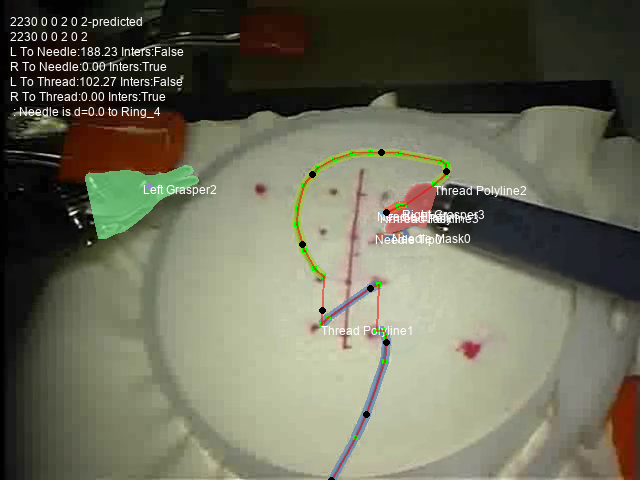 2230 0 0 2 0 2-predicted
2230 0 0 2 0 2
L To Needle:188.23 Inters:False
R To Needle:0.00 Inters:True
L To Thread:102.27 Inters:False
R To Thread:0.00 Inters:True
: Needle is d=0.0 to Ring_4
Left Grasper2
Thread Polyline2
Thread Polyline1